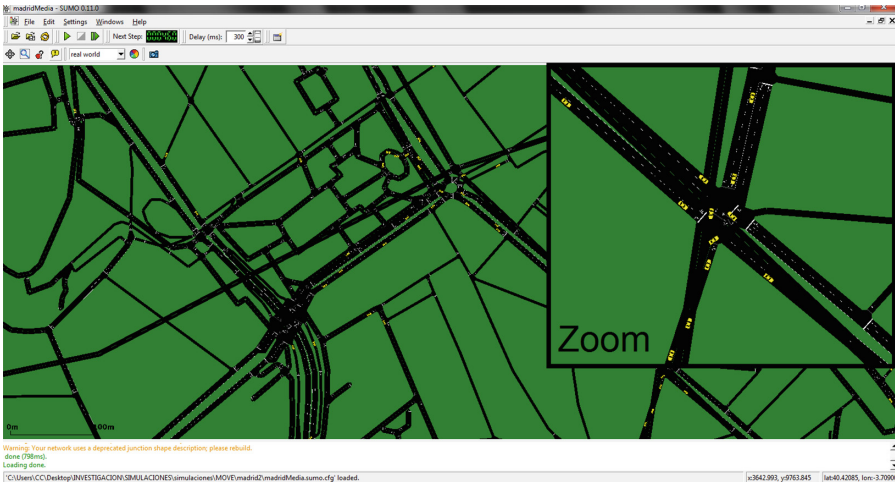 madridMedia - SUMO 0.11.0
File Edit Settings Windows Help
Next Step: 000460 Delay (ms): 300
real world
Zoom
0m 100m
Warning: Your network uses a deprecated junction shape description; please rebuild.
done (798ms).
Loading done.
'C:\Users\CC\Desktop\INVESTIGACION\SIMULACIONES\simulaciones\MOVE\madrid2\madridMedia.sumo.cfg' loaded. x:3642.993, y:9763.845 lat:40.42085, lon:-3.7090